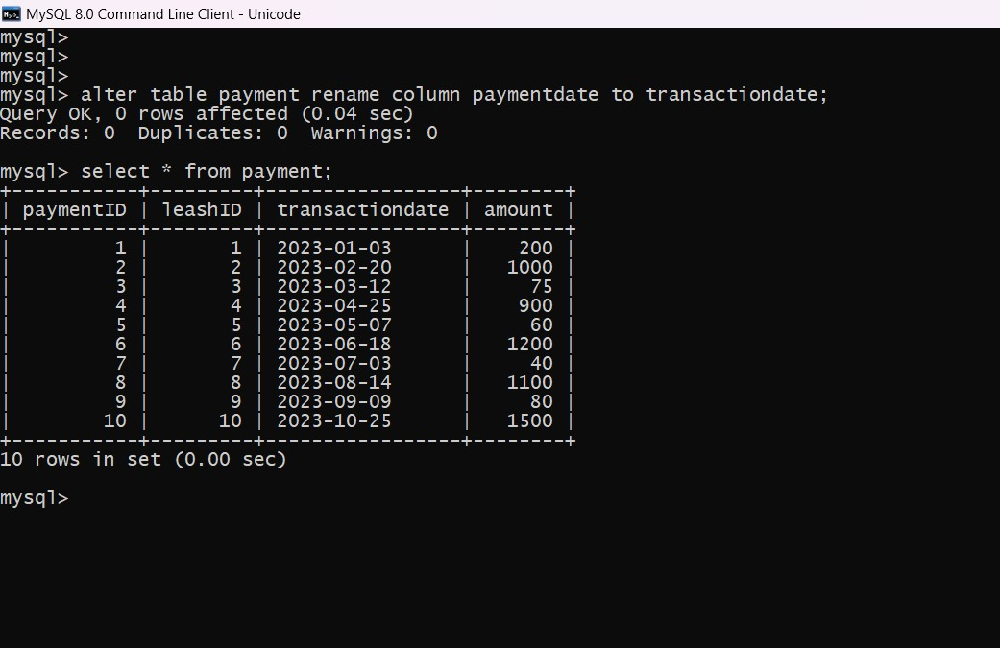 MySQL 8.0 Command Line Client - Unicode
mysql>
mysql>
mysql>
mysql> alter table payment rename column paymentdate to transactiondate;
Query OK, 0 rows affected (0.04 sec)
Records: 0  Duplicates: 0  Warnings: 0
mysql> select * from payment;
+-----------+---------+-----------------+--------+
| paymentID | leashID | transactiondate | amount |
+-----------+---------+-----------------+--------+
|         1 |       1 | 2023-01-03      |    200 |
|         2 |       2 | 2023-02-20      |   1000 |
|         3 |       3 | 2023-03-12      |     75 |
|         4 |       4 | 2023-04-25      |    900 |
|         5 |       5 | 2023-05-07      |     60 |
|         6 |       6 | 2023-06-18      |   1200 |
|         7 |       7 | 2023-07-03      |     40 |
|         8 |       8 | 2023-08-14      |   1100 |
|         9 |       9 | 2023-09-09      |     80 |
|        10 |      10 | 2023-10-25      |   1500 |
+-----------+---------+-----------------+--------+
10 rows in set (0.00 sec)
mysql>